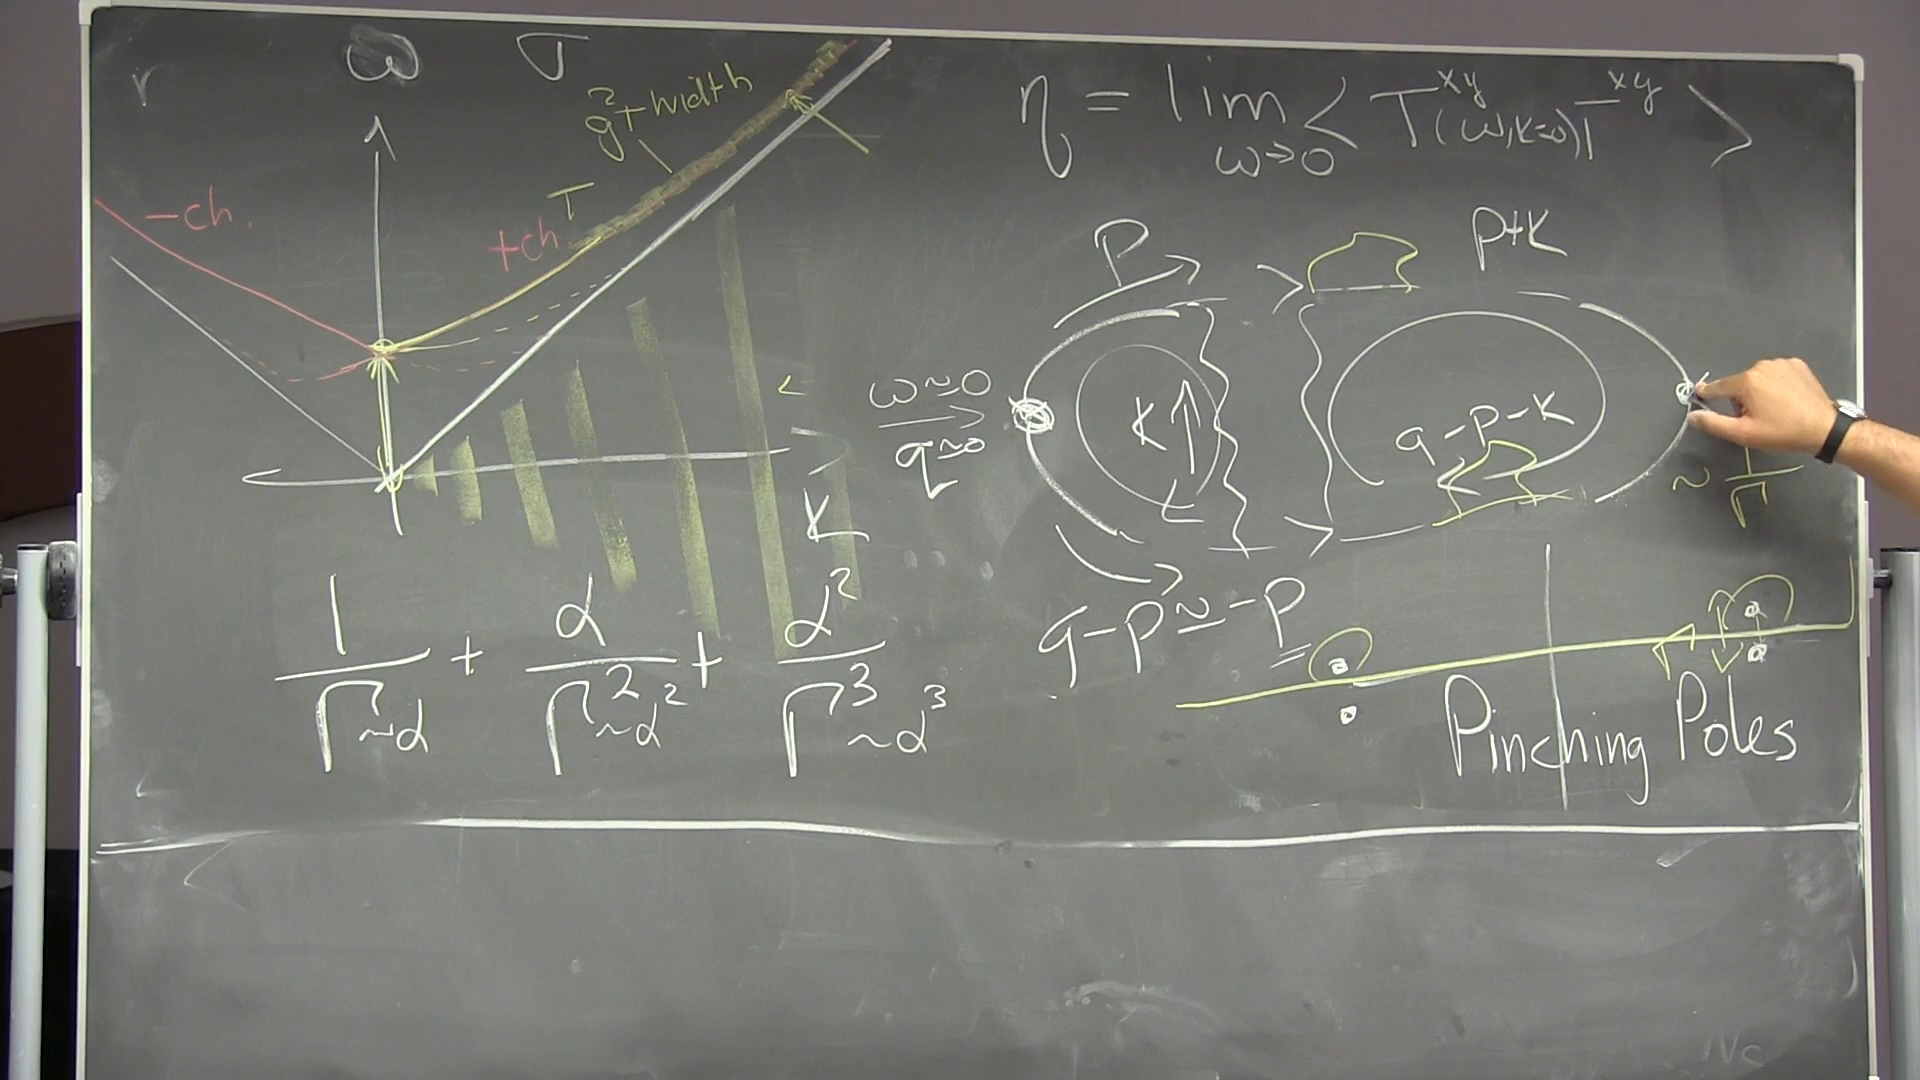 r ω σ
g²T width
T
-ch.
+ch
K
η = lim ω→0 < T^{xy}(ω,k=0) T^{xy} >
P
P+K
ω≃0
q≃0
K
q-p-K
~ 1/Γ
q-p ≃ -p
1/Γ~α + α/Γ²~α² + α²/Γ³~α³
Pinching Poles